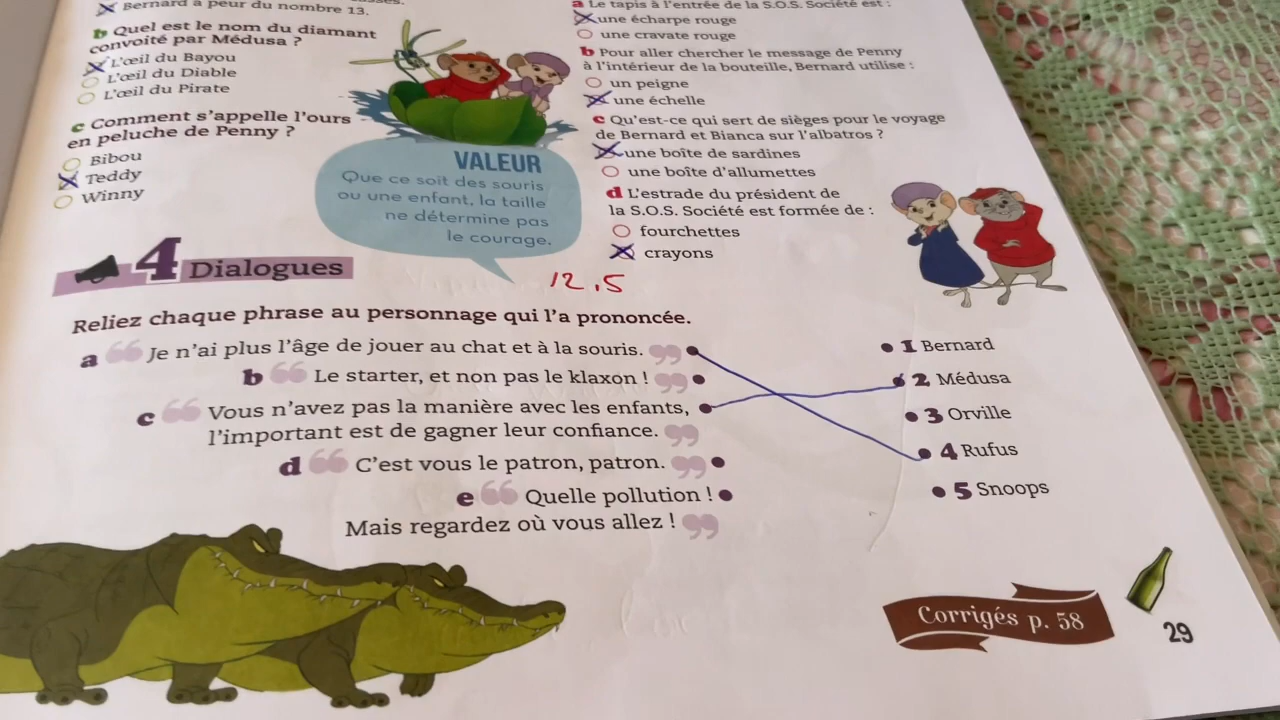 Bernard a peur du nombre 13.
b Quel est le nom du diamant
convoité par Médusa ?
L'œil du Bayou
L'œil du Diable
L'œil du Pirate
c Comment s'appelle l'ours
en peluche de Penny ?
Bibou
Teddy
Winny
VALEUR
Que ce soit des souris
ou une enfant, la taille
ne détermine pas
le courage.
a Le tapis à l'entrée de la S.O.S. Société est :
une écharpe rouge
une cravate rouge
b Pour aller chercher le message de Penny
à l'intérieur de la bouteille, Bernard utilise :
un peigne
une échelle
c Qu'est-ce qui sert de sièges pour le voyage
de Bernard et Bianca sur l'albatros ?
une boîte de sardines
une boîte d'allumettes
d L'estrade du président de
la S.O.S. Société est formée de :
fourchettes
crayons
4 Dialogues
12,5
Reliez chaque phrase au personnage qui l'a prononcée.
a “ Je n'ai plus l'âge de jouer au chat et à la souris. ”
b “ Le starter, et non pas le klaxon ! ”
c “ Vous n'avez pas la manière avec les enfants,
l'important est de gagner leur confiance. ”
d “ C'est vous le patron, patron. ”
e “ Quelle pollution !
Mais regardez où vous allez ! ”
1 Bernard
2 Médusa
3 Orville
4 Rufus
5 Snoops
Corrigés p. 58
29